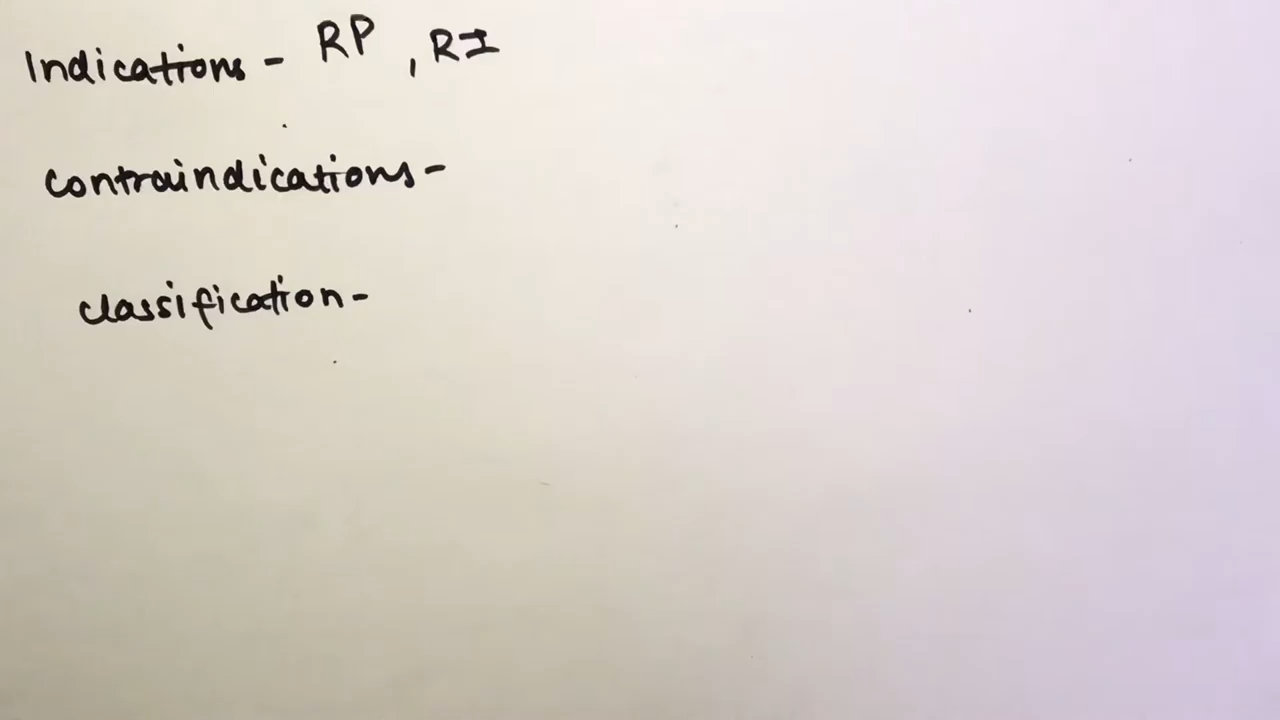 Indications - RP, RI
contraindications -
classification -